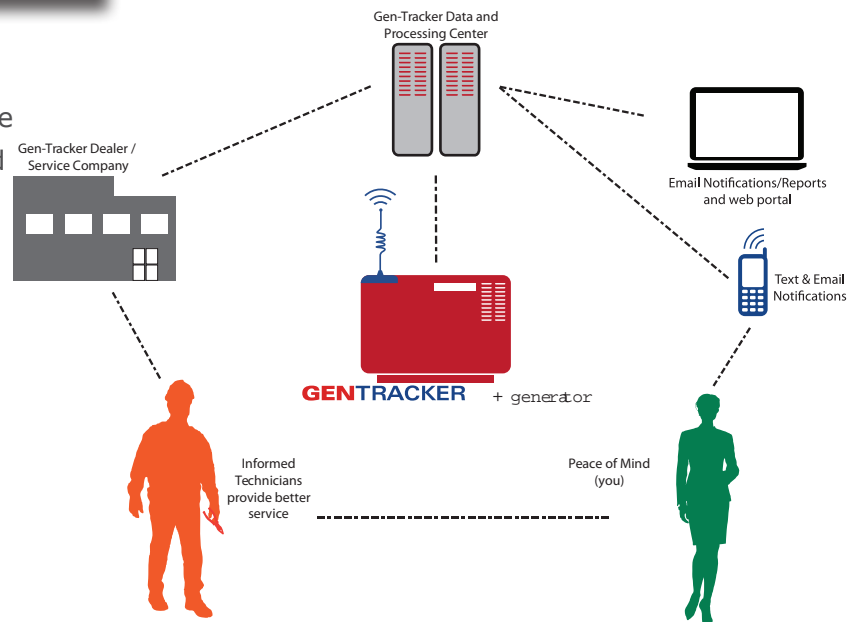 Gen-Tracker Data and
Processing Center
e
d
Gen-Tracker Dealer /
Service Company
Email Notifications/Reports
and web portal
Text & Email
Notifications
GENTRACKER + generator
Informed
Technicians
provide better
service
Peace of Mind
(you)